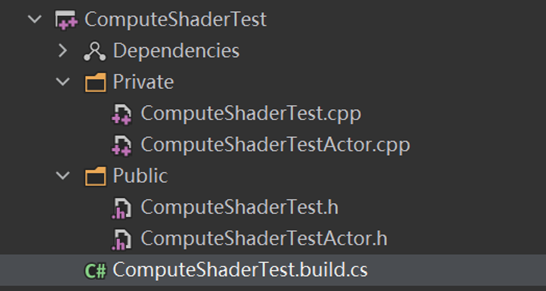 ComputeShaderTest
Dependencies
Private
ComputeShaderTest.cpp
ComputeShaderTestActor.cpp
Public
.h ComputeShaderTest.h
.h ComputeShaderTestActor.h
C# ComputeShaderTest.build.cs